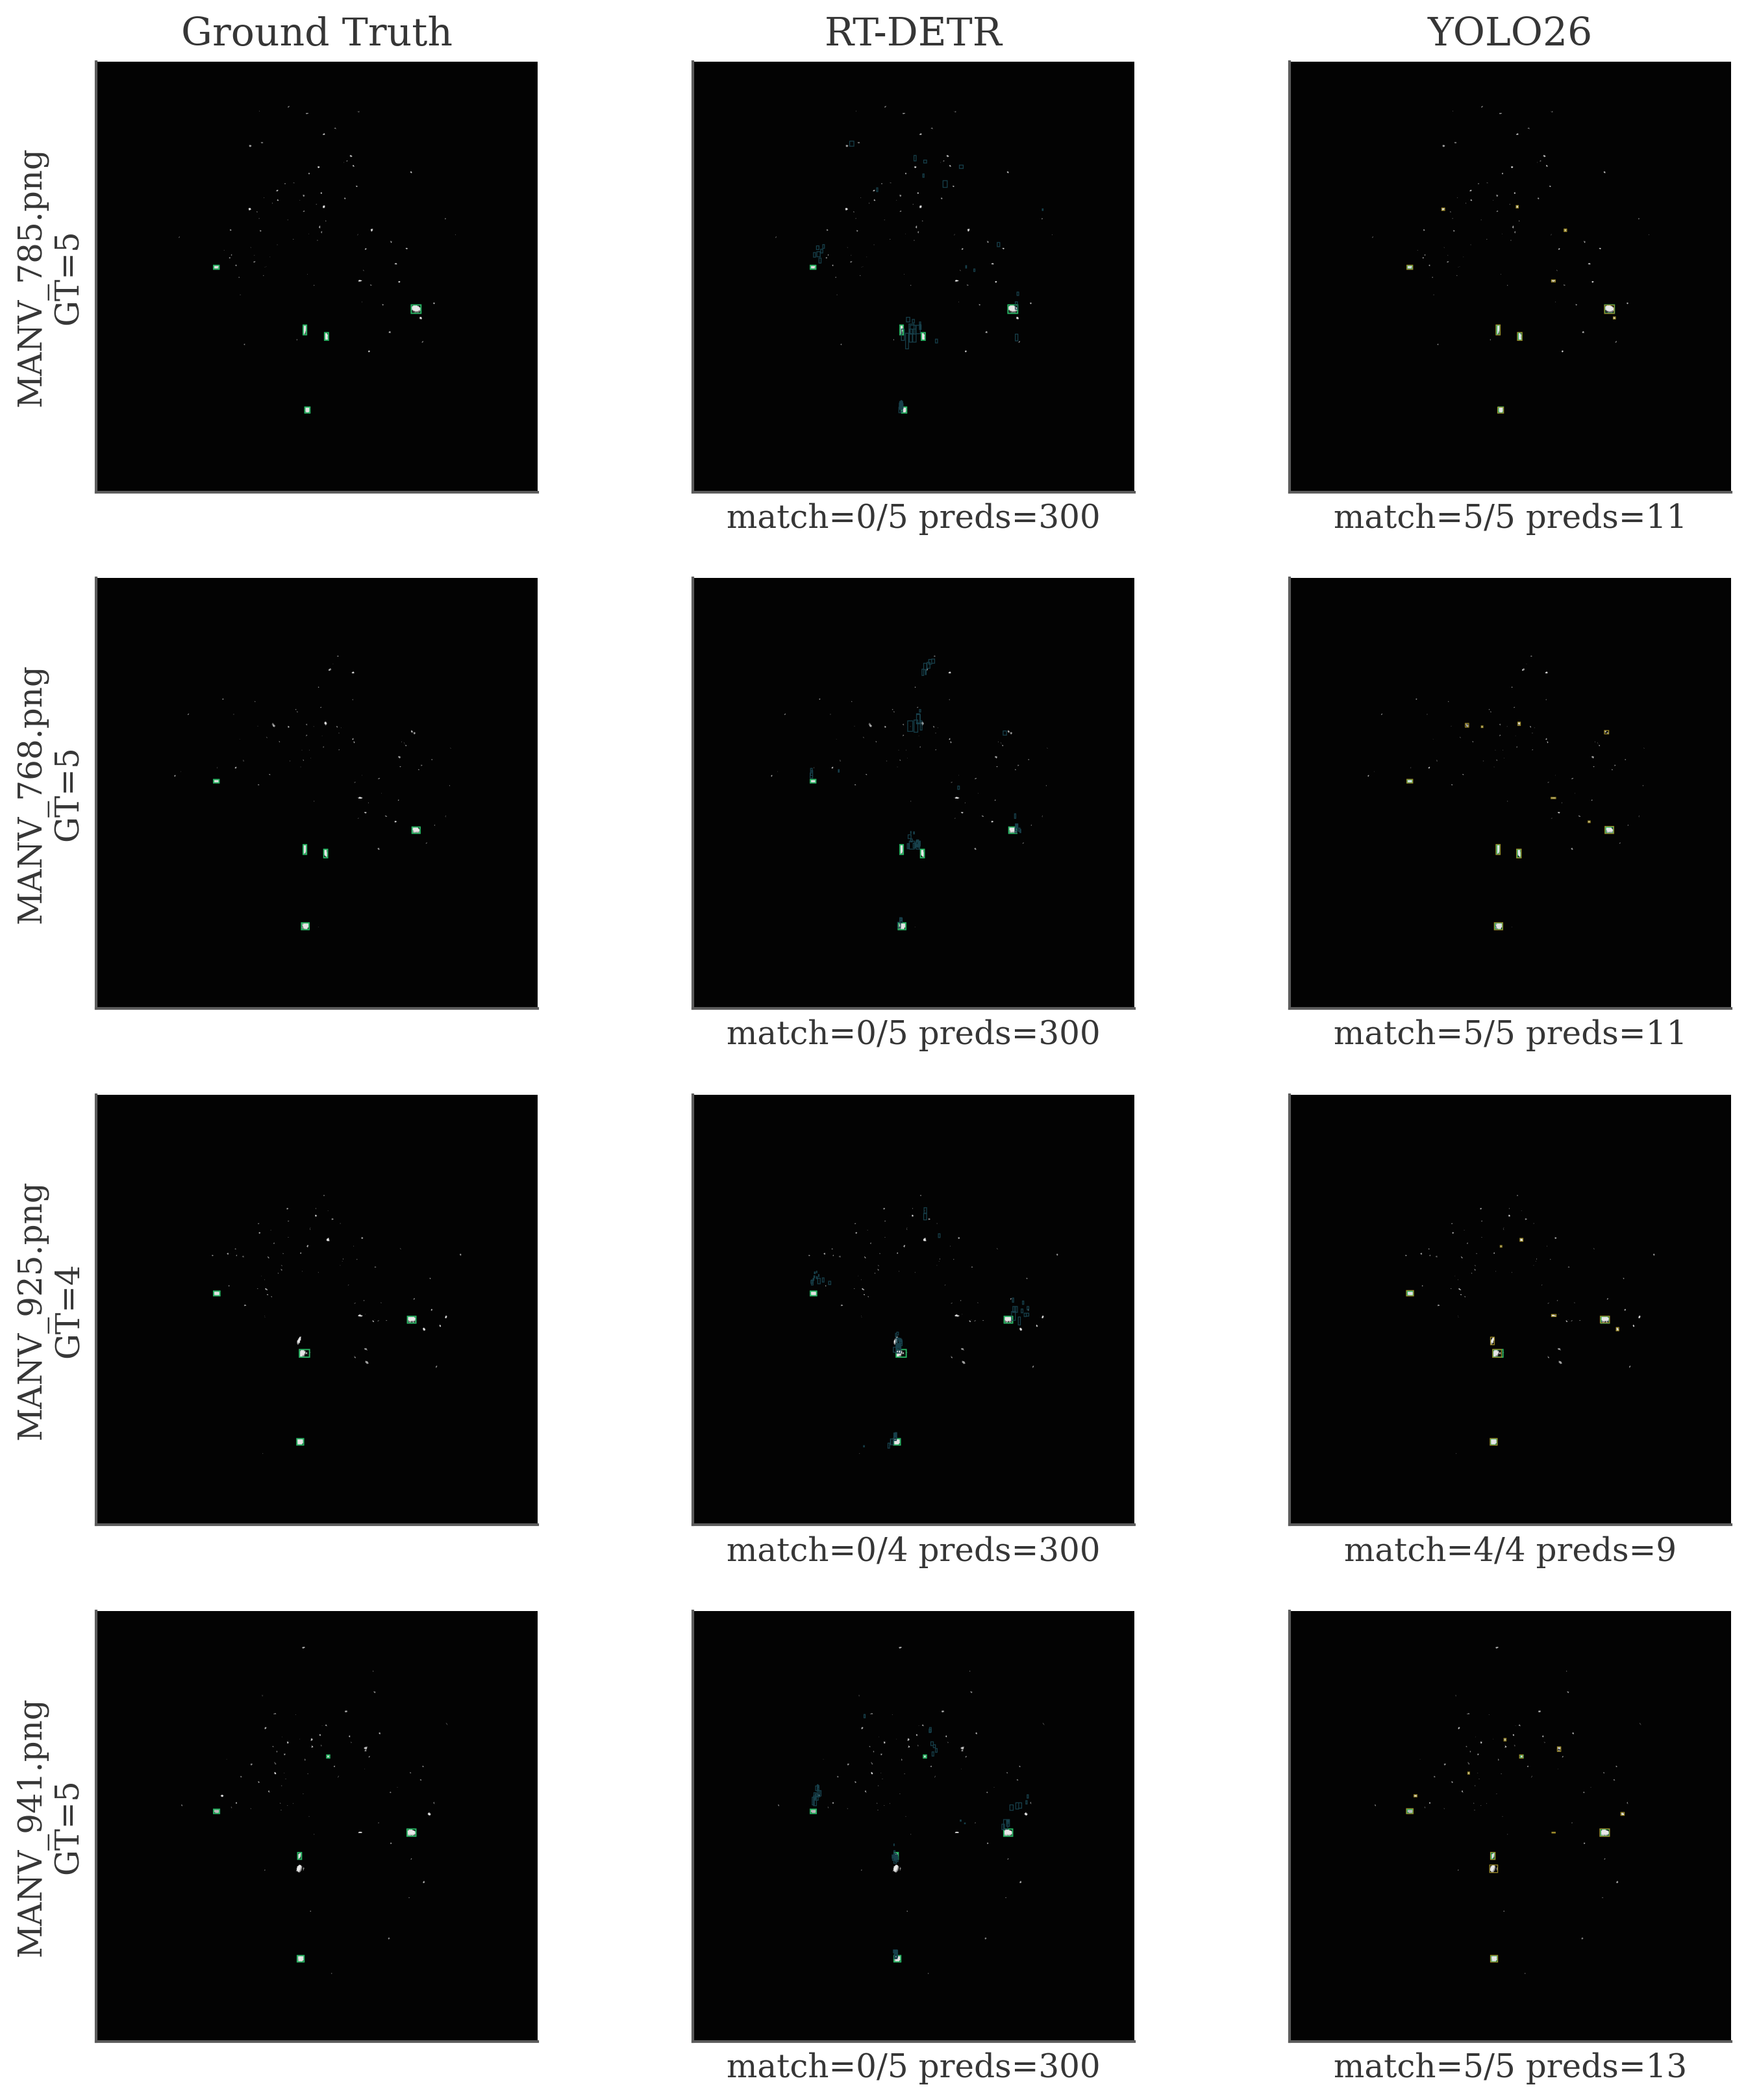 Ground Truth
RT-DETR
YOLO26
MANV_785.png
GT=5
match=0/5 preds=300
match=5/5 preds=11
MANV_768.png
GT=5
match=0/5 preds=300
match=5/5 preds=11
MANV_925.png
GT=4
match=0/4 preds=300
match=4/4 preds=9
MANV_941.png
GT=5
match=0/5 preds=300
match=5/5 preds=13